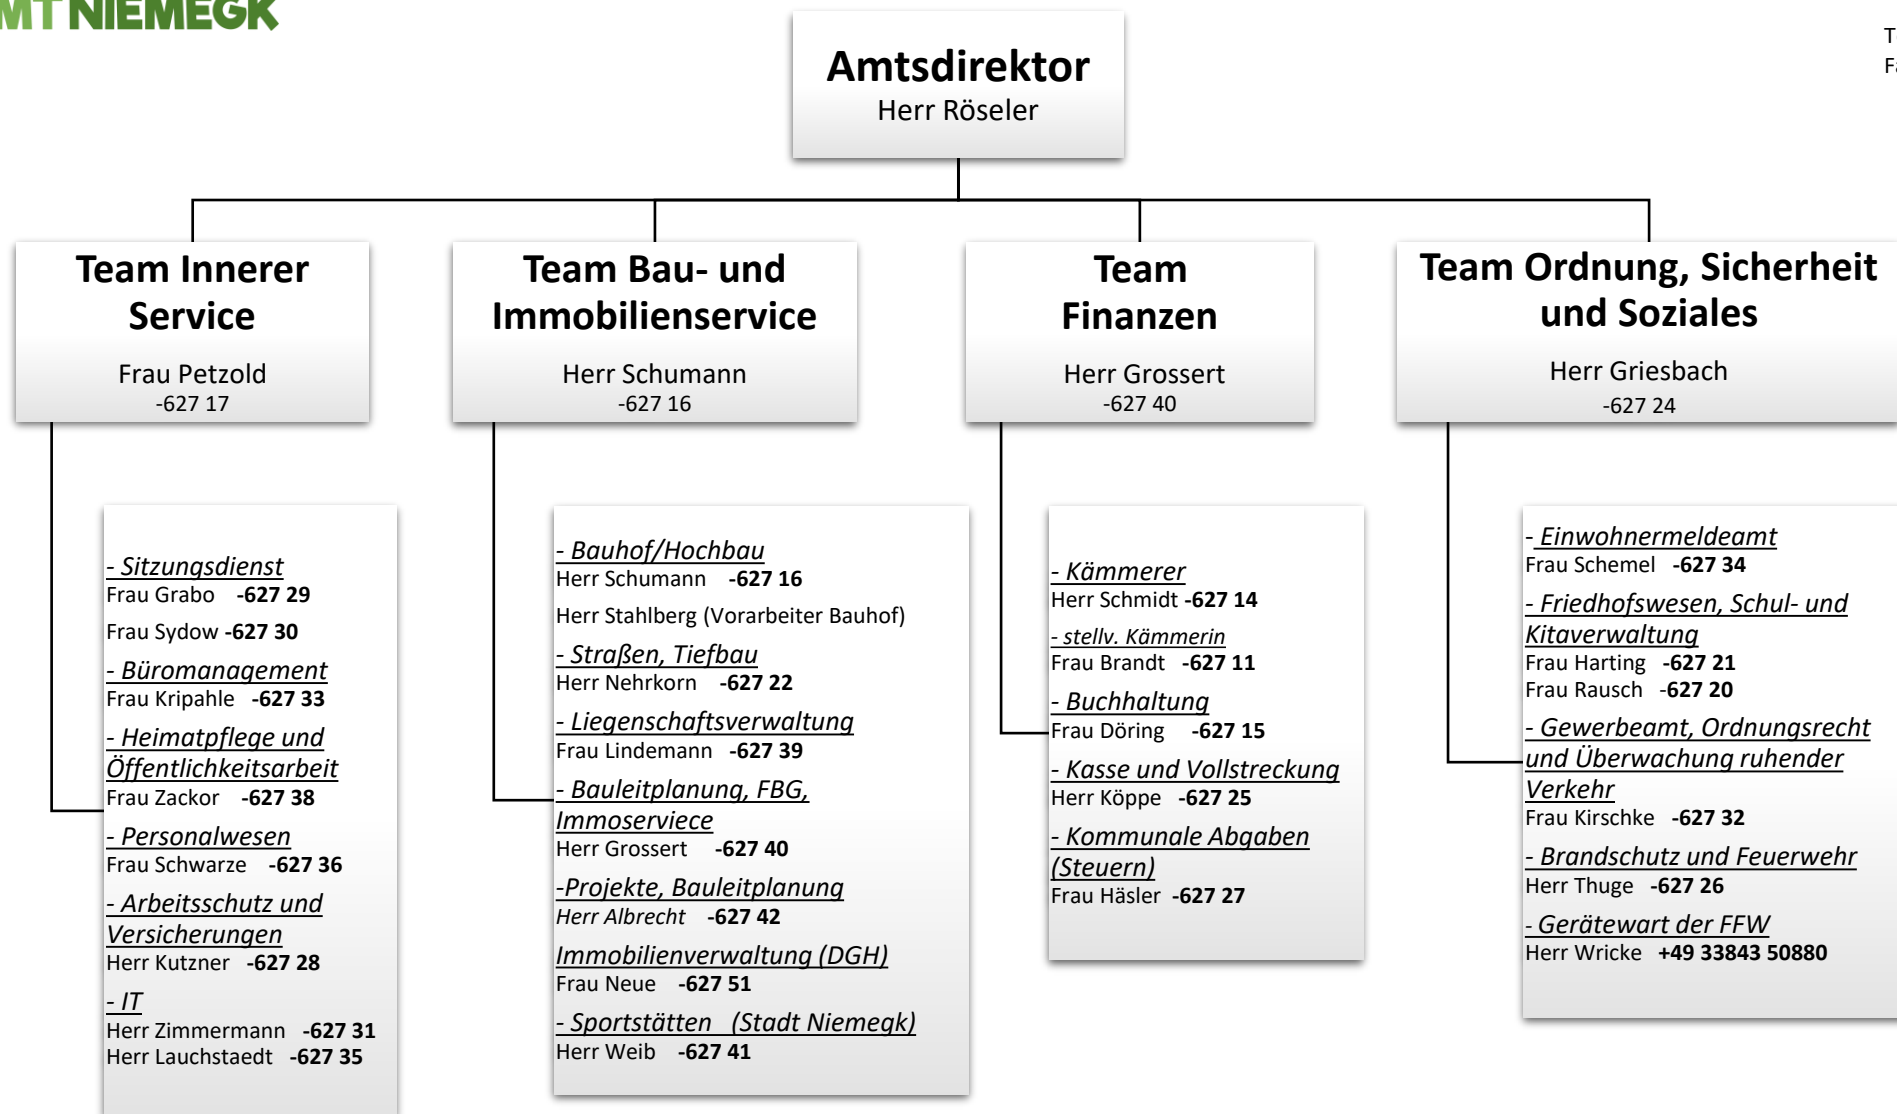 NIEMEGK
Amtsdirektor
Herr Röseler
Team Innerer
Service
Frau Petzold
-627 17
- Sitzungsdienst
Frau Grabo -627 29
Frau Sydow -627 30
- Büromanagement
Frau Kripahle -627 33
- Heimatpflege und
Öffentlichkeitsarbeit
Frau Zackor -627 38
- Personalwesen
Frau Schwarze -627 36
- Arbeitsschutz und
Versicherungen
Herr Kutzner -627 28
- IT
Herr Zimmermann -627 31
Herr Lauchstaedt -627 35
Team Bau- und
Immobilienservice
Herr Schumann
-627 16
- Bauhof/Hochbau
Herr Schumann -627 16
Herr Stahlberg (Vorarbeiter Bauhof)
- Straßen, Tiefbau
Herr Nehrkorn -627 22
- Liegenschaftsverwaltung
Frau Lindemann -627 39
- Bauleitplanung, FBG,
Immoserviece
Herr Grossert -627 40
-Projekte, Bauleitplanung
Herr Albrecht -627 42
Immobilienverwaltung (DGH)
Frau Neue -627 51
- Sportstätten (Stadt Niemegk)
Herr Weib -627 41
Team
Finanzen
Herr Grossert
-627 40
- Kämmerer
Herr Schmidt -627 14
- stellv. Kämmerin
Frau Brandt -627 11
- Buchhaltung
Frau Döring -627 15
- Kasse und Vollstreckung
Herr Köppe -627 25
- Kommunale Abgaben
(Steuern)
Frau Häsler -627 27
Team Ordnung, Sicherheit
und Soziales
Herr Griesbach
-627 24
- Einwohnermeldeamt
Frau Schemel -627 34
- Friedhofswesen, Schul- und
Kitaverwaltung
Frau Harting -627 21
Frau Rausch -627 20
- Gewerbeamt, Ordnungsrecht
und Überwachung ruhender
Verkehr
Frau Kirschke -627 32
- Brandschutz und Feuerwehr
Herr Thuge -627 26
- Gerätewart der FFW
Herr Wricke +49 33843 50880